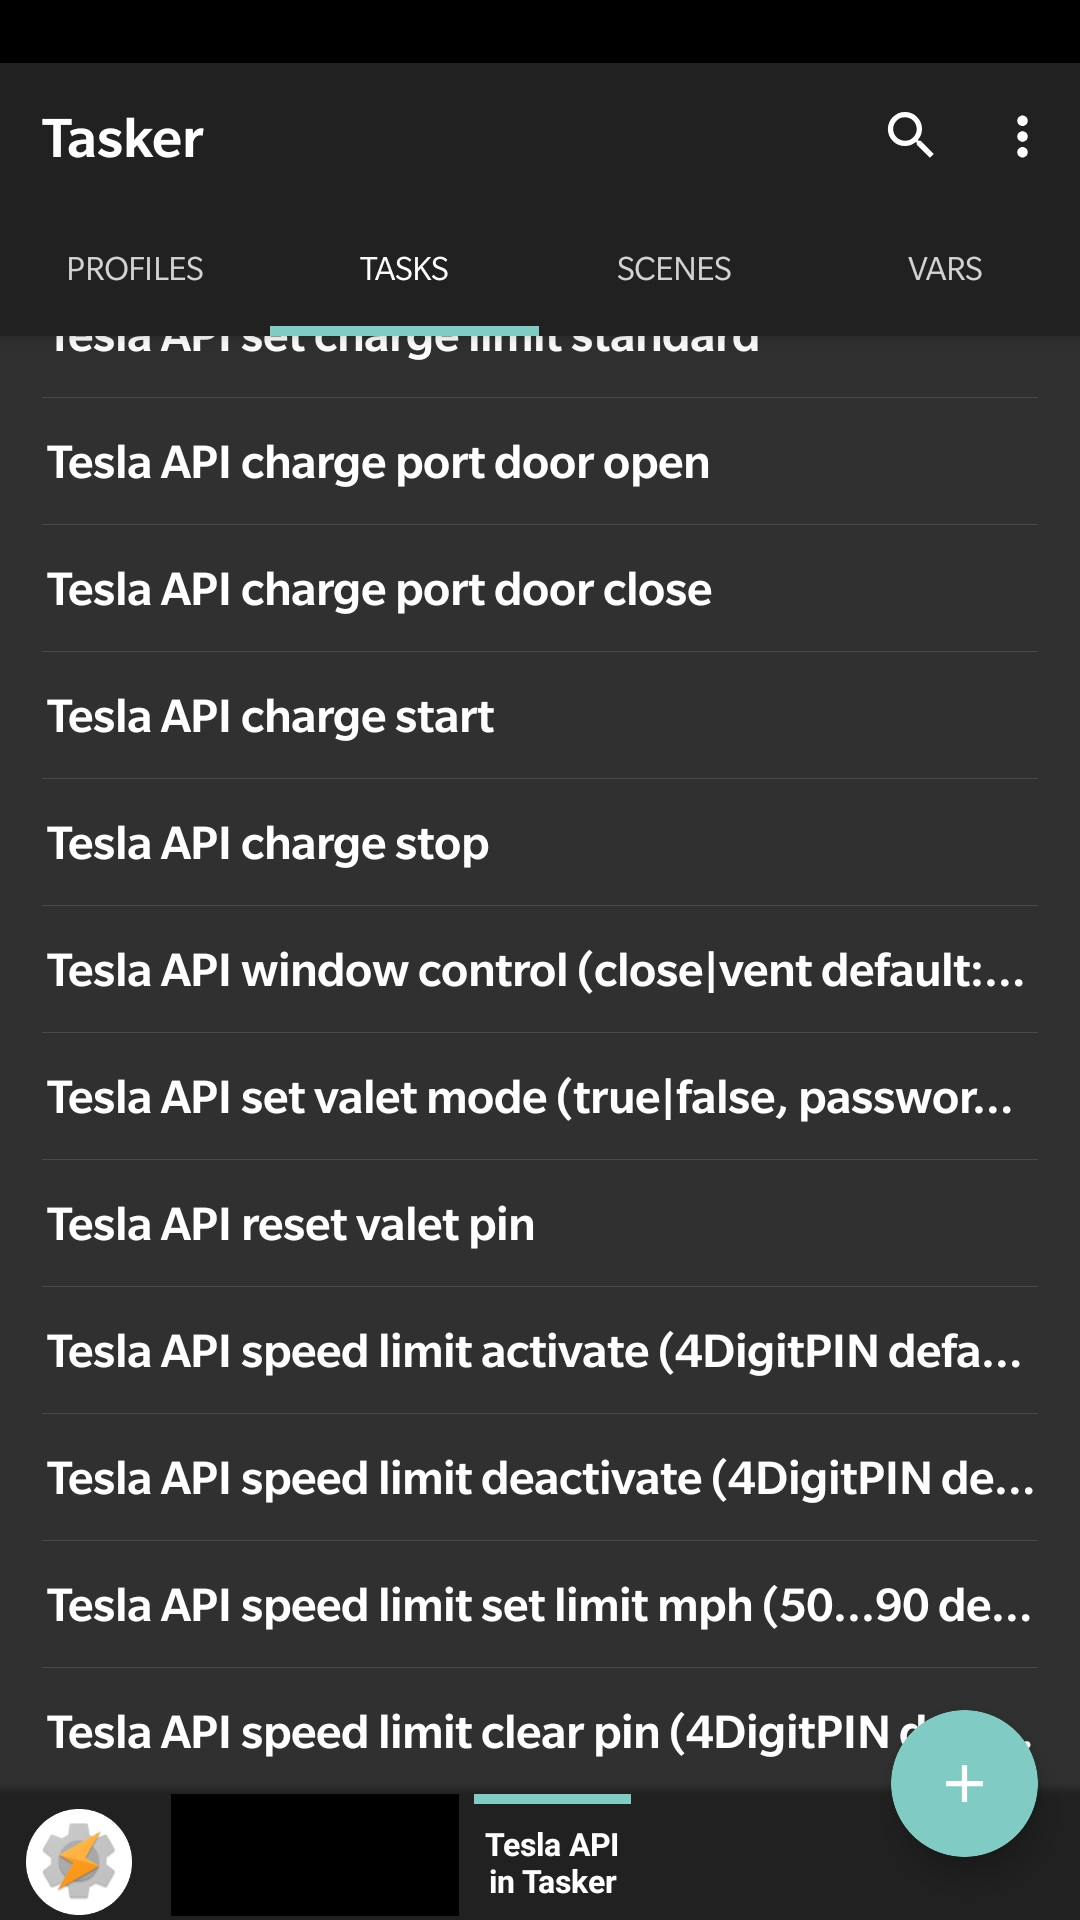 Tasker
PROFILES
TASKS
SCENES
VARS
Tesla API set charge limit standard
Tesla API charge port door open
Tesla API charge port door close
Tesla API charge start
Tesla API charge stop
Tesla API window control (close|vent default:...
Tesla API set valet mode (true|false, passwor...
Tesla API reset valet pin
Tesla API speed limit activate (4DigitPIN defa...
Tesla API speed limit deactivate (4DigitPIN de...
Tesla API speed limit set limit mph (50...90 de...
Tesla API speed limit clear pin (4DigitPIN
Tesla API
in Tasker